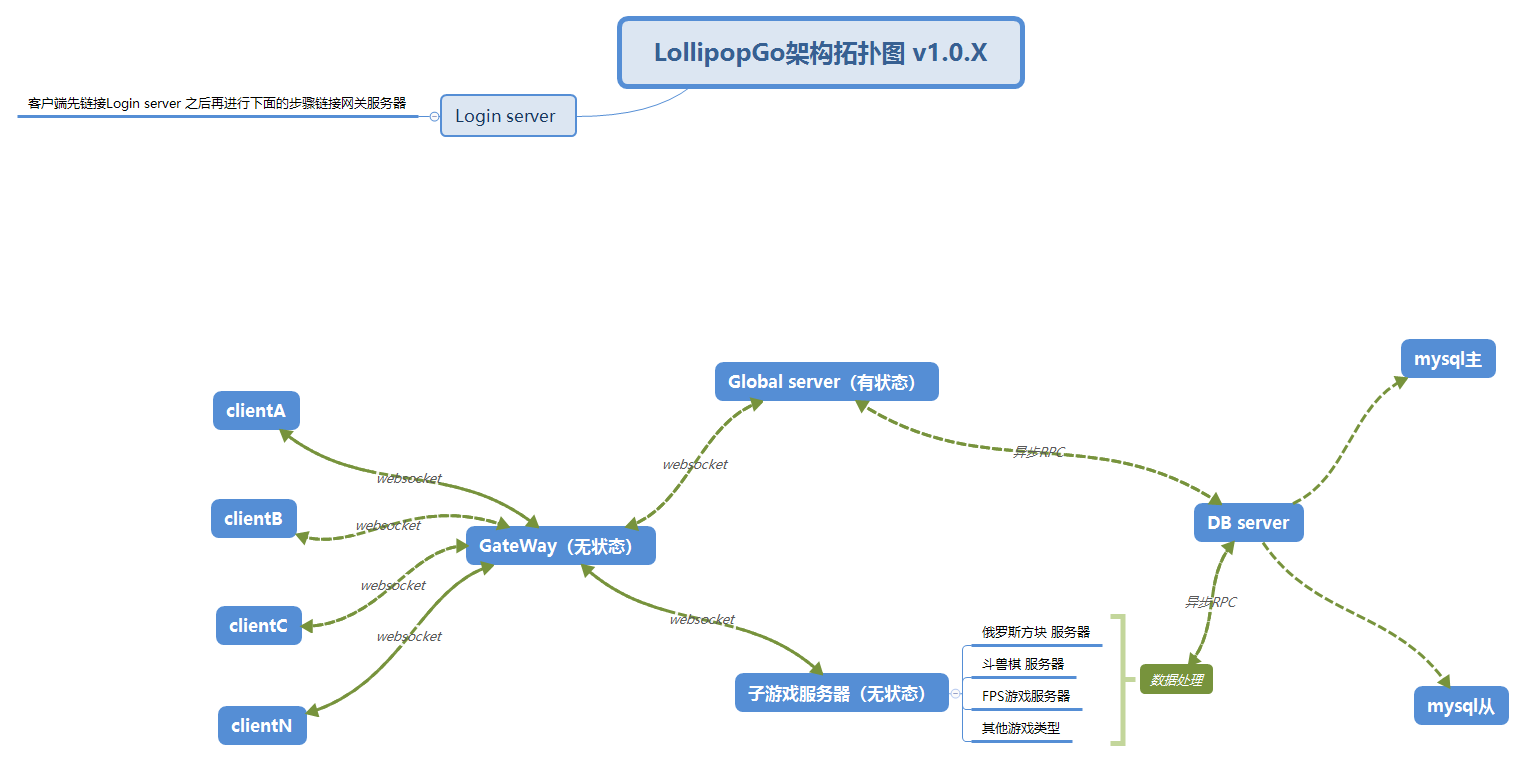 LollipopGo架构拓扑图 v1.0.X
客户端先链接Login server 之后再进行下面的步骤链接网关服务器
Login server
mysql主
Global server（有状态）
clientA
异步RPC
websocket
websocket
clientB
websocket
DB server
GateWay（无状态）
websocket
异步RPC
clientC
websocket
websocket
俄罗斯方块 服务器
斗兽棋 服务器
数据处理
子游戏服务器（无状态）
FPS游戏服务器
mysql从
clientN
其他游戏类型